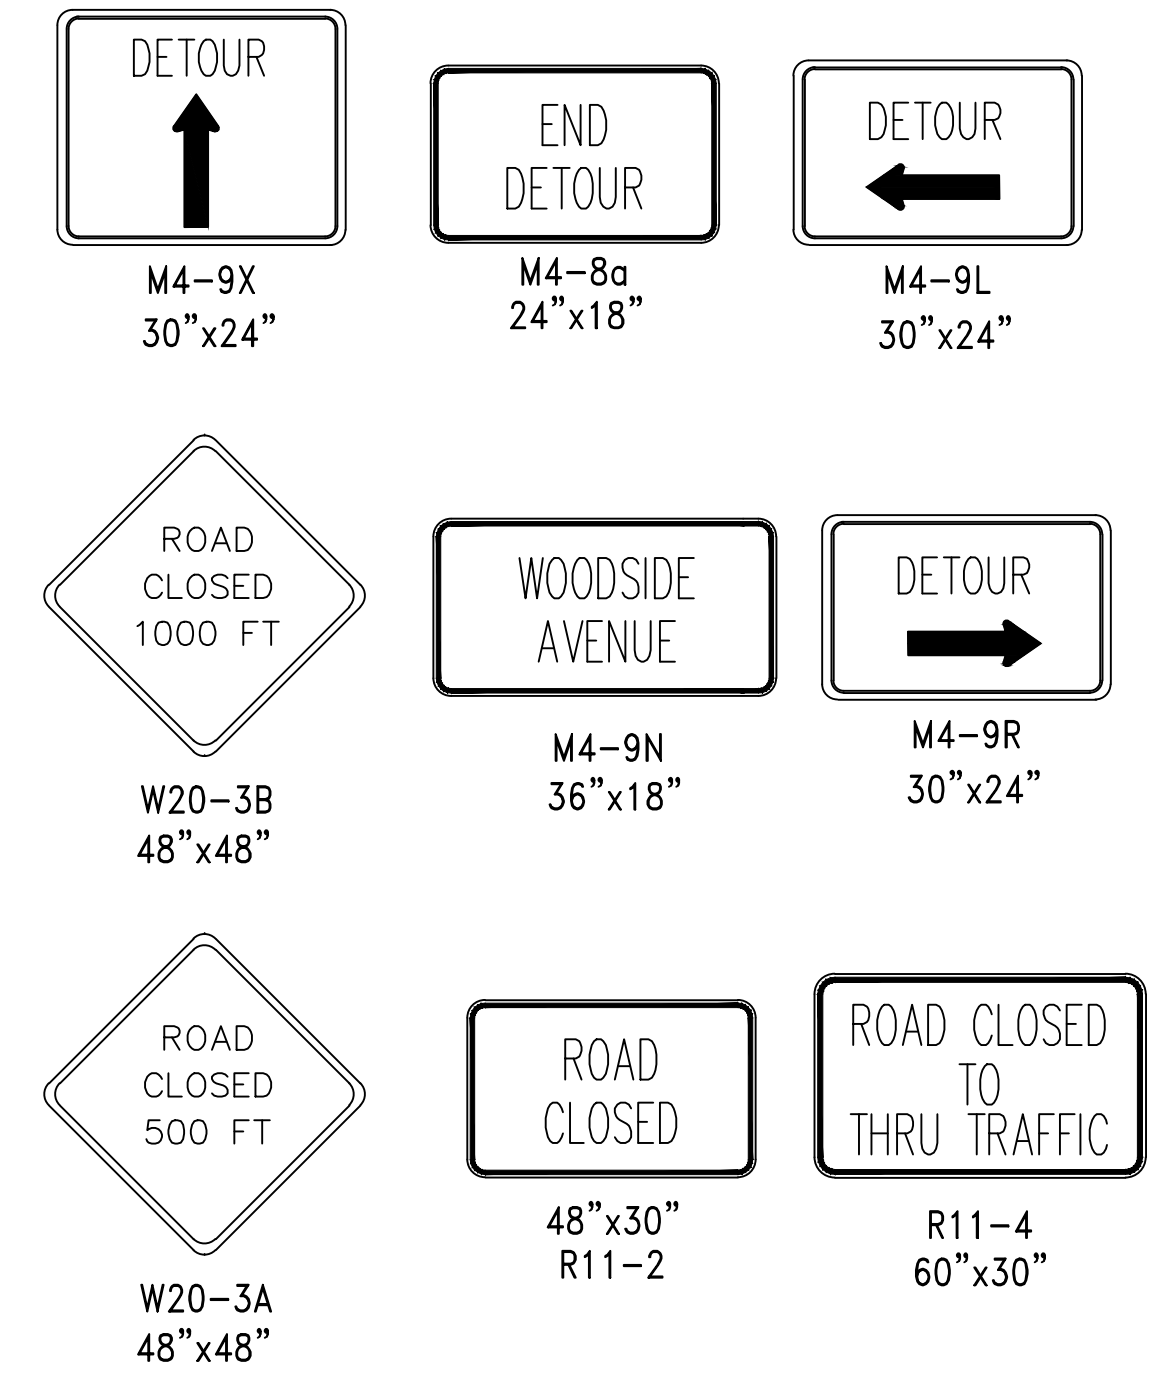 DETOUR
M4-9X
30”x24”
END
DETOUR
M4-8a
24”x18”
DETOUR
M4-9L
30”x24”
ROAD
CLOSED
1000 FT
W20-3B
48”x48”
WOODSIDE
AVENUE
M4-9N
36”x18”
DETOUR
M4-9R
30”x24”
ROAD
CLOSED
500 FT
W20-3A
48”x48”
ROAD
CLOSED
48”x30”
R11-2
ROAD CLOSED
TO
THRU TRAFFIC
R11-4
60”x30”